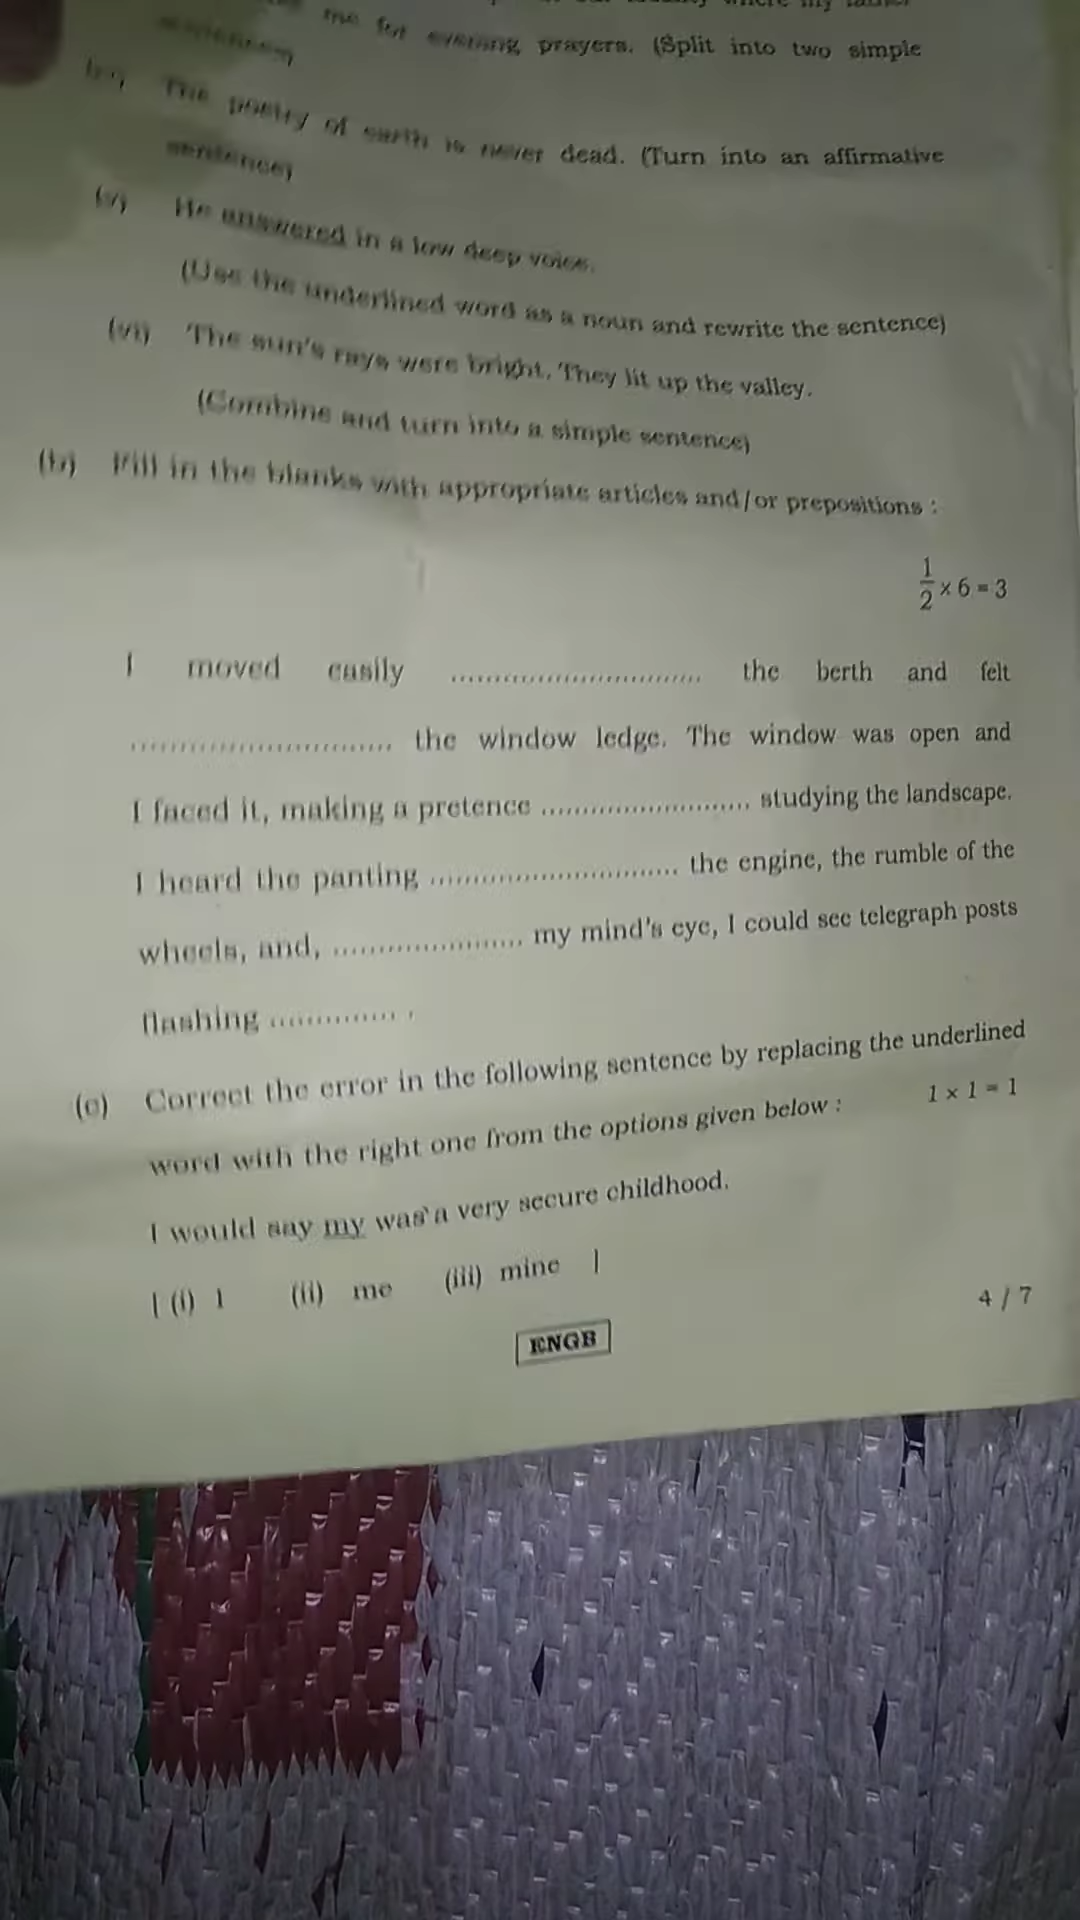 me for evening prayers. (Split into two simple
sentences)
The poetry of earth is never dead. (Turn into an affirmative
sentence)
(v) He answered in a low deep voice.
(Use the underlined word as a noun and rewrite the sentence)
(vi) The sun's rays were bright. They lit up the valley.
(Combine and turn into a simple sentence)
(b) Fill in the blanks with appropriate articles and/or prepositions :
1/2 × 6 = 3
I moved easily ............................. the berth and felt
............................. the window ledge. The window was open and
I faced it, making a pretence ........................ studying the landscape.
I heard the panting ............................. the engine, the rumble of the
wheels, and, ...................... my mind's eye, I could see telegraph posts
flashing ............... .
(c) Correct the error in the following sentence by replacing the underlined
word with the right one from the options given below : 1 × 1 = 1
I would say my was a very secure childhood.
[ (i) I (ii) me (iii) mine ]
4 / 7
ENGB